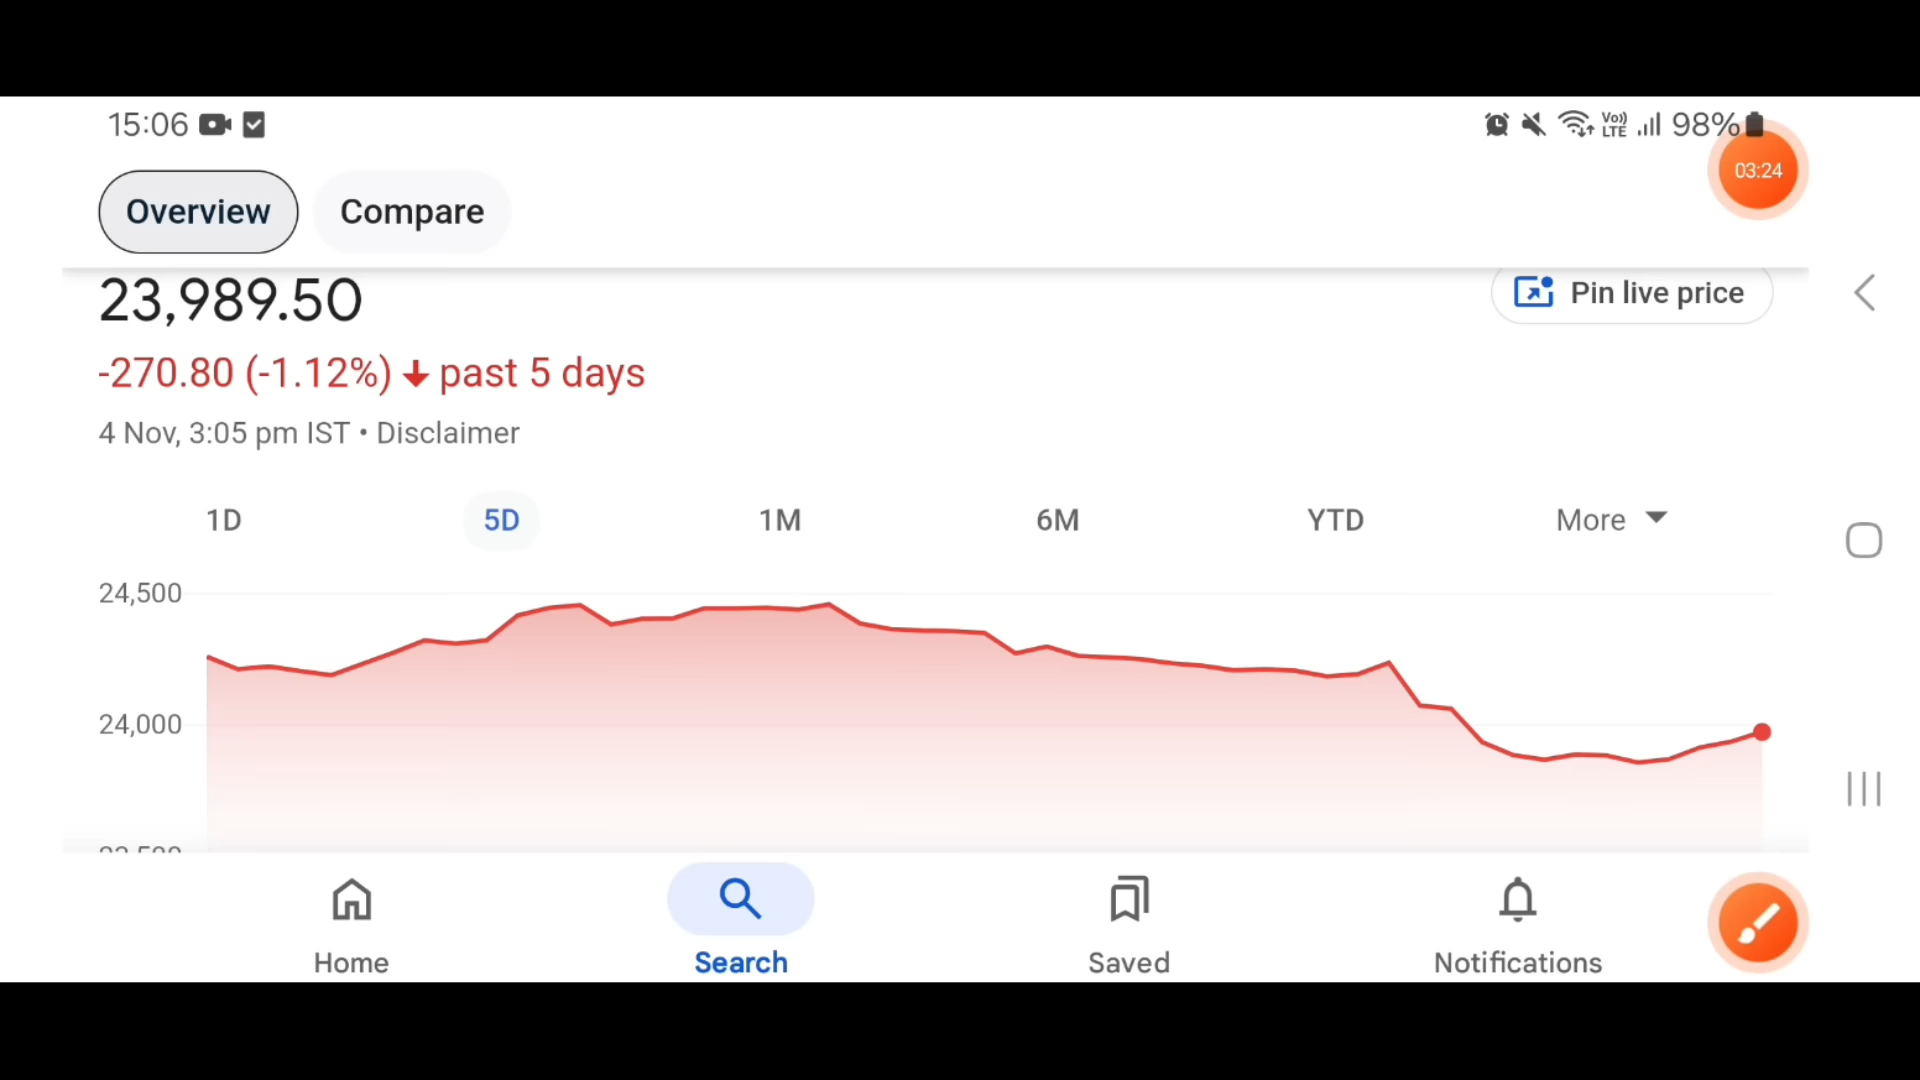 15:06
Vo)) LTE 98%
03:24
Overview Compare
23,989.50
Pin live price
-270.80 (-1.12%) ↓ past 5 days
4 Nov, 3:05 pm IST • Disclaimer
1D 5D 1M 6M YTD More
24,500
24,000
Home Search Saved Notifications